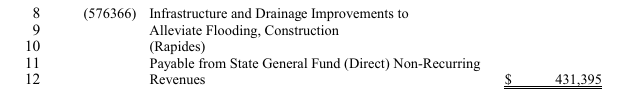 8 (576366) Infrastructure and Drainage Improvements to
9 Alleviate Flooding, Construction
10 (Rapides)
11 Payable from State General Fund (Direct) Non-Recurring
12 Revenues $ 431,395